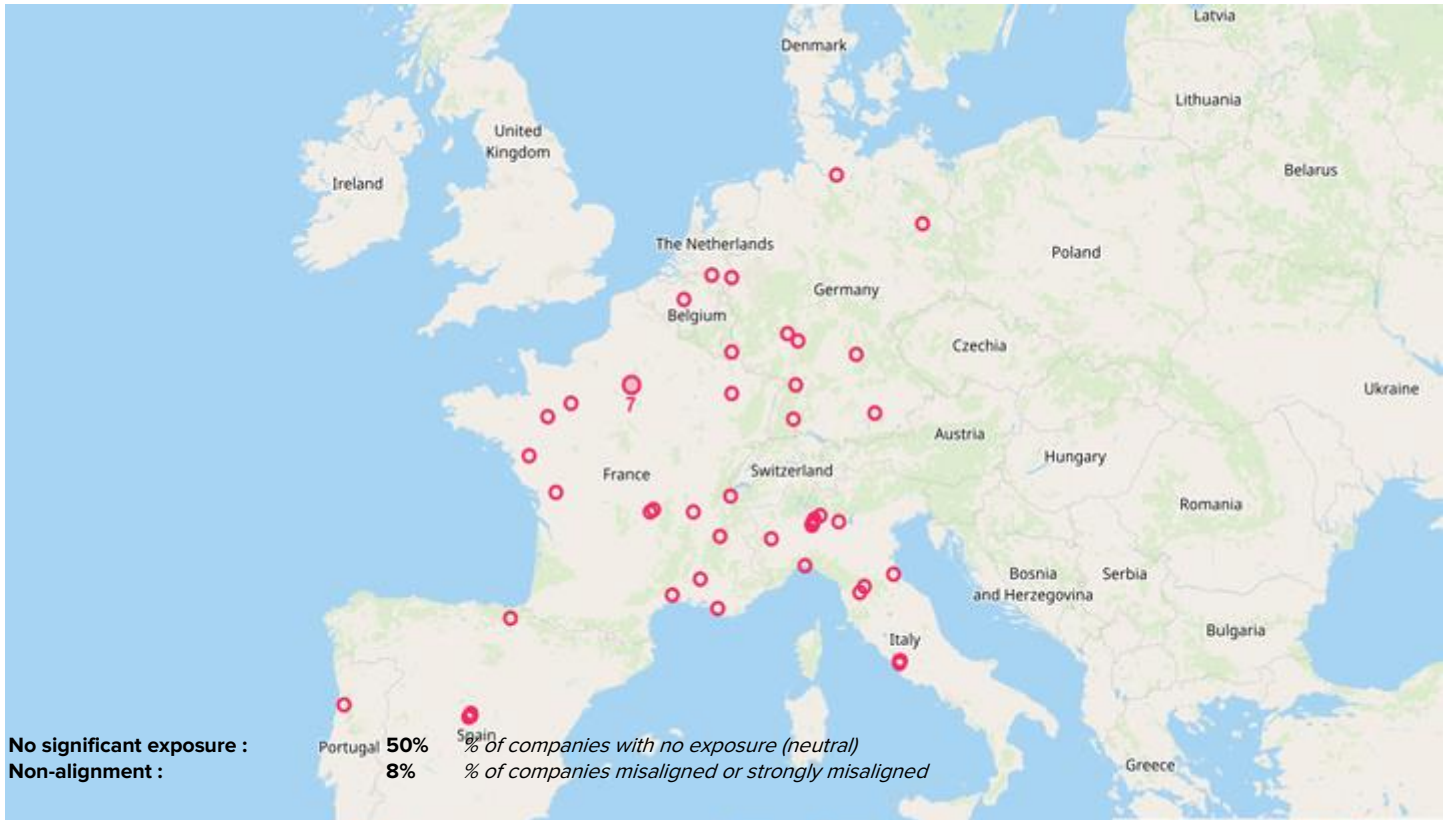 Latvia
Denmark
Lithuania
United
Kingdom
Belarus
Ireland
The Netherlands
Poland
Germany
Belgium
Czechia
Ukraine
7
Austria
Hungary
France
Switzerland
Romania
Bosnia
and Herzegovina
Serbia
Bulgaria
Italy
Spain
Portugal
Greece
No significant exposure : 50% % of companies with no exposure (neutral)
Non-alignment : 8% % of companies misaligned or strongly misaligned